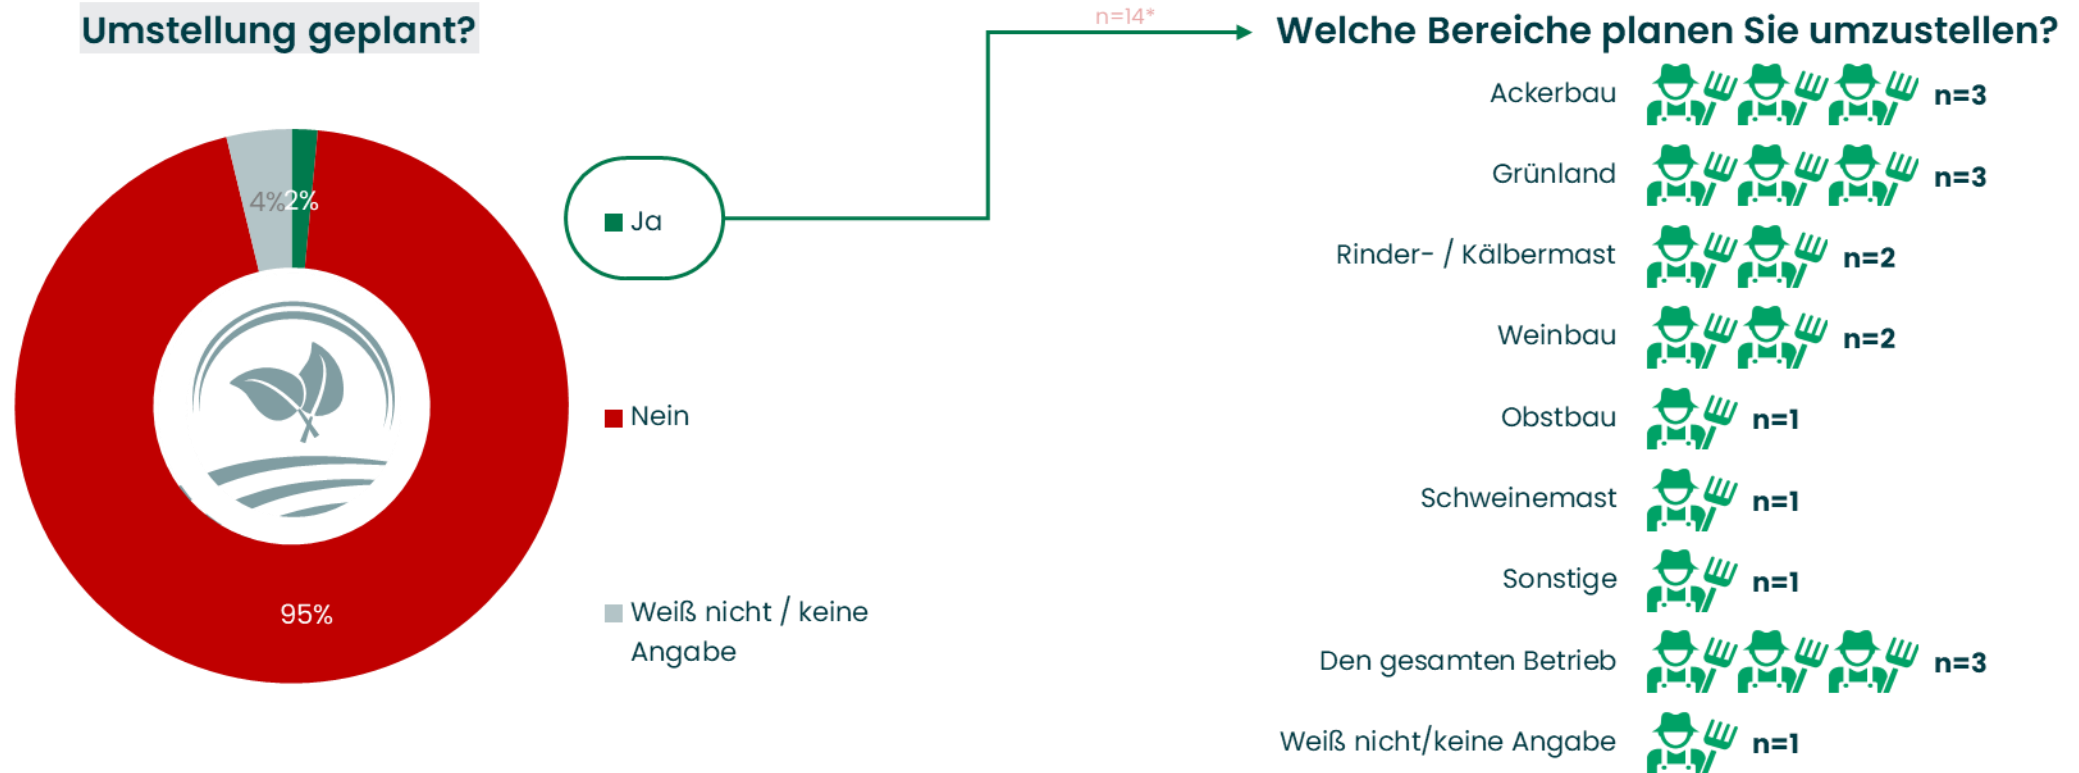 Umstellung geplant?
4%
2%
95%
Ja
Nein
Weiß nicht / keine
Angabe
n=14*
Welche Bereiche planen Sie umzustellen?
Ackerbau n=3
Grünland n=3
Rinder- / Kälbermast n=2
Weinbau n=2
Obstbau n=1
Schweinemast n=1
Sonstige n=1
Den gesamten Betrieb n=3
Weiß nicht/keine Angabe n=1